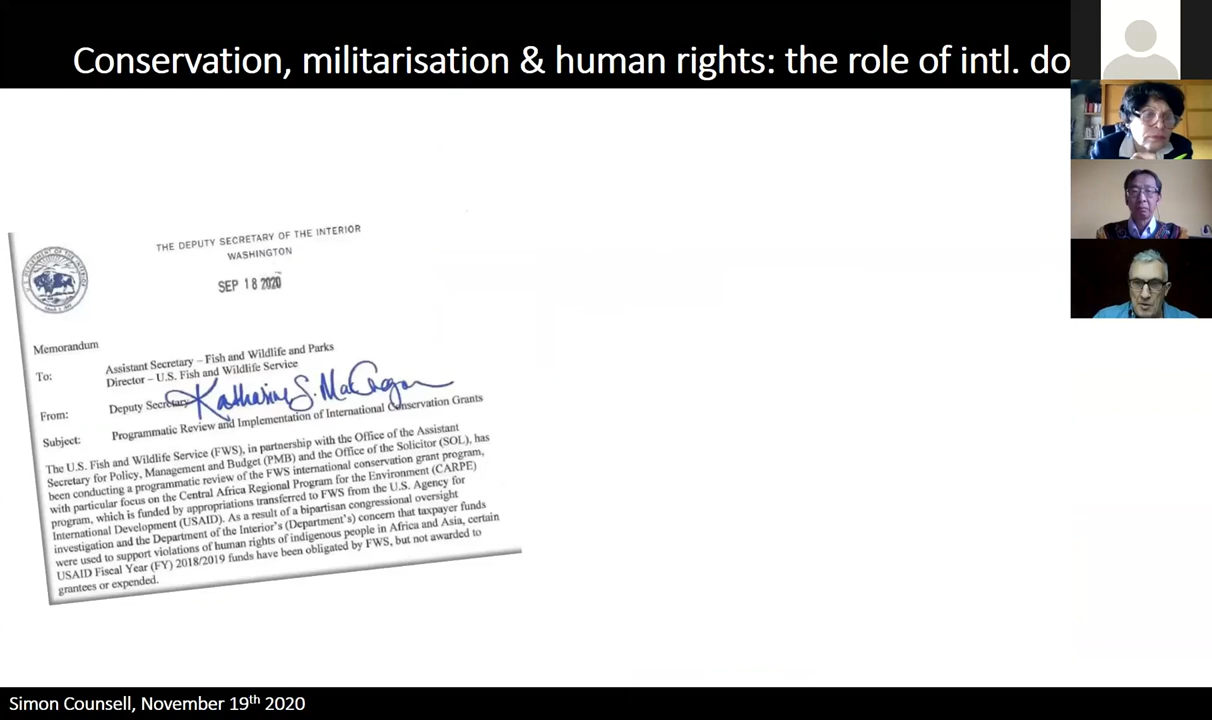 Conservation, militarisation & human rights: the role of intl. do
THE DEPUTY SECRETARY OF THE INTERIOR
WASHINGTON
SEP 18 2020
Memorandum
To: Assistant Secretary – Fish and Wildlife and Parks
Director – U.S. Fish and Wildlife Service
From: Deputy Secretary Katharine S. MacGregor
Subject: Programmatic Review and Implementation of International Conservation Grants
The U.S. Fish and Wildlife Service (FWS), in partnership with the Office of the Assistant
Secretary for Policy, Management and Budget (PMB) and the Office of the Solicitor (SOL), has
been conducting a programmatic review of the FWS international conservation grant program,
with particular focus on the Central Africa Regional Program for the Environment (CARPE)
program, which is funded by appropriations transferred to FWS from the U.S. Agency for
International Development (USAID). As a result of a bipartisan congressional oversight
investigation and the Department of the Interior's (Department's) concern that taxpayer funds
were used to support violations of human rights of indigenous people in Africa and Asia, certain
USAID Fiscal Year (FY) 2018/2019 funds have been obligated by FWS, but not awarded to
grantees or expended.
Simon Counsell, November 19th 2020